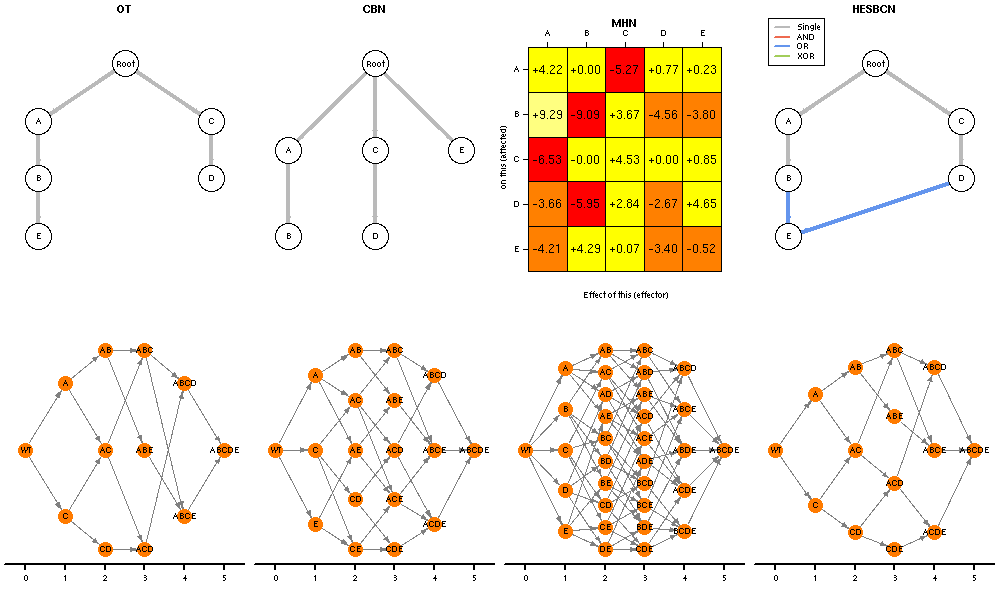 OT
Root
A
C
B
D
E
CBN
Root
A
C
E
B
D
MHN
A B C D E
A +4.22 +0.00 −5.27 +0.77 +0.23
B +9.29 −9.09 +3.67 −4.56 −3.80
C −6.53 −0.00 +4.53 +0.00 +0.85
D −3.66 −5.95 +2.84 −2.67 +4.65
E −4.21 +4.29 +0.07 −3.40 −0.52
on this (affected)
Effect of this (effector)
HESBCN
Single
AND
OR
XOR
Root
A
C
B
D
E
AB ABC
A ABCD
WT AC ABE ABCDE
C ABCE
CD ACD
0 1 2 3 4 5
AB ABC
A ABCD
AC ABE
WT C AE ACD ABCE ABCDE
CD ACE
E ACDE
CE CDE
0 1 2 3 4 5
AB ABC
A AC ABD ABCD
AD ABE
B AE ACD ABCE
BC ACE
WT C BD ADE ABDE ABCDE
BE BCD
D CD BCE ACDE
E CE BDE BCDE
DE CDE
0 1 2 3 4 5
ABC
AB ABCD
A ABE
WT AC ABCE ABCDE
ACD
C CD ACDE
CDE
0 1 2 3 4 5